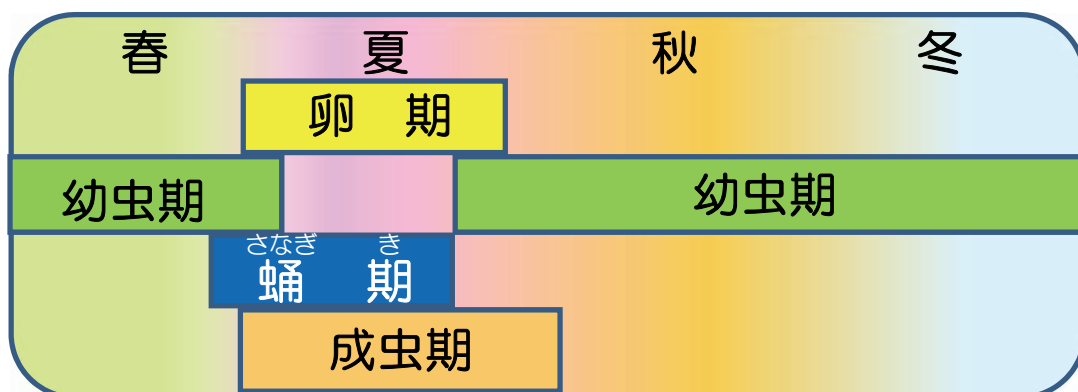 春 夏 秋 冬
卵 期
幼虫期 幼虫期
さなぎ き
蛹 期
成虫期